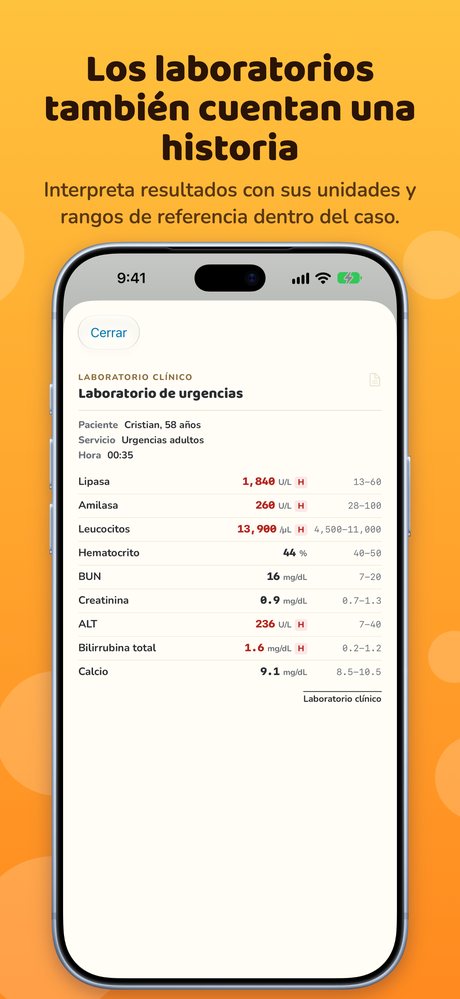 Los laboratorios
también cuentan una
historia
Interpreta resultados con sus unidades y
rangos de referencia dentro del caso.
9:41
Cerrar
LABORATORIO CLÍNICO
Laboratorio de urgencias
Paciente Cristian, 58 años
Servicio Urgencias adultos
Hora 00:35
Lipasa 1,840 U/L H 13-60
Amilasa 260 U/L H 28-100
Leucocitos 13,900 /µL H 4,500-11,000
Hematocrito 44 % 40-50
BUN 16 mg/dL 7-20
Creatinina 0.9 mg/dL 0.7-1.3
ALT 236 U/L H 7-40
Bilirrubina total 1.6 mg/dL H 0.2-1.2
Calcio 9.1 mg/dL 8.5-10.5
Laboratorio clínico